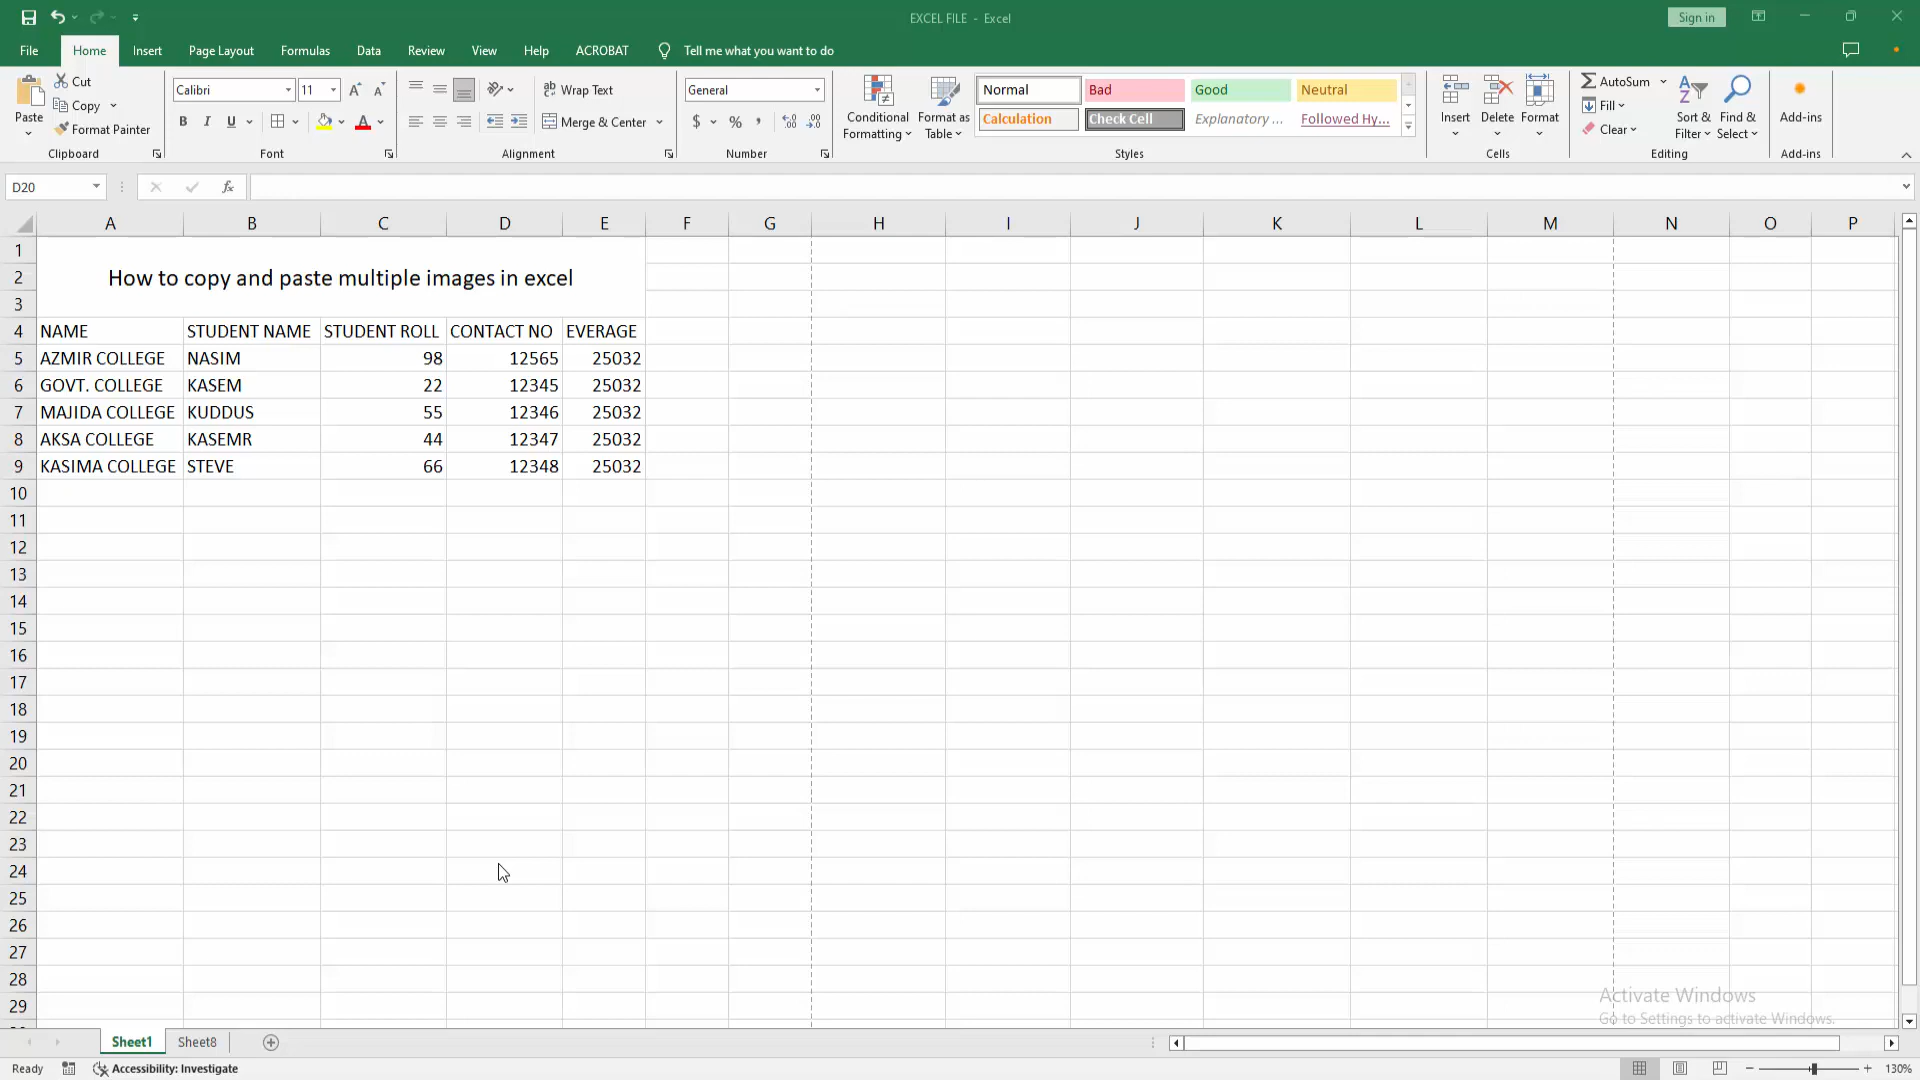 EXCEL FILE - Excel
Sign in
File Home Insert Page Layout Formulas Data Review View Help ACROBAT Tell me what you want to do
Paste
Cut
Copy
Format Painter
Clipboard
Calibri 11
B I U A
Font
Wrap Text
Merge & Center
Alignment
General
$ % ,
Number
Conditional Formatting
Format as Table
Normal Bad Good Neutral
Calculation Check Cell Explanatory ... Followed Hy...
Styles
Insert Delete Format
Cells
AutoSum
Fill
Clear
Sort & Filter
Find & Select
Editing
Add-ins
Add-ins
D20 fx
A B C D E F G H I J K L M N O P
1
2 How to copy and paste multiple images in excel
3
4 NAME STUDENT NAME STUDENT ROLL CONTACT NO EVERAGE
5 AZMIR COLLEGE NASIM 98 12565 25032
6 GOVT. COLLEGE KASEM 22 12345 25032
7 MAJIDA COLLEGE KUDDUS 55 12346 25032
8 AKSA COLLEGE KASEMR 44 12347 25032
9 KASIMA COLLEGE STEVE 66 12348 25032
10
11
12
13
14
15
16
17
18
19
20
21
22
23
24
25
26
27
28
29
Activate Windows
Go to Settings to activate Windows.
Sheet1 Sheet8
Ready Accessibility: Investigate 130%